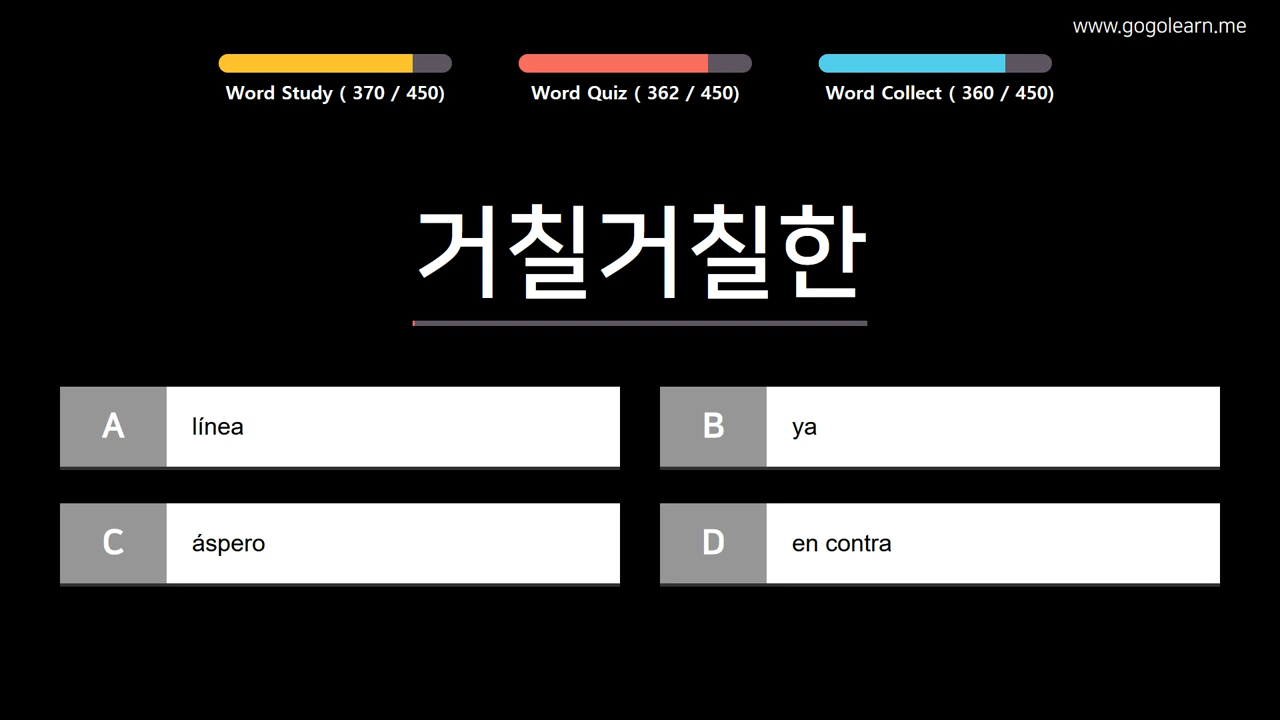 www.gogolearn.me
Word Study ( 370 / 450)
Word Quiz ( 362 / 450)
Word Collect ( 360 / 450)
거칠거칠한
A línea
B ya
C áspero
D en contra